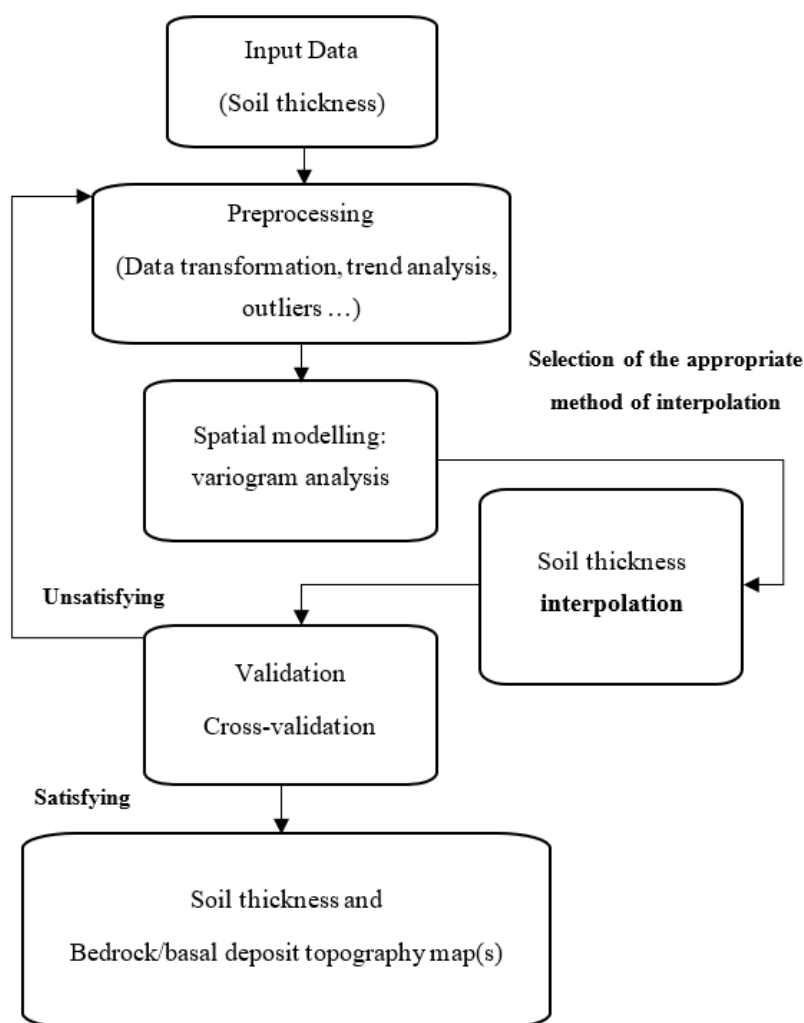 Input Data
(Soil thickness)
Preprocessing
(Data transformation, trend analysis,
outliers ...)
Selection of the appropriate
method of interpolation
Spatial modelling:
variogram analysis
Soil thickness
interpolation
Unsatisfying
Validation
Cross-validation
Satisfying
Soil thickness and
Bedrock/basal deposit topography map(s)